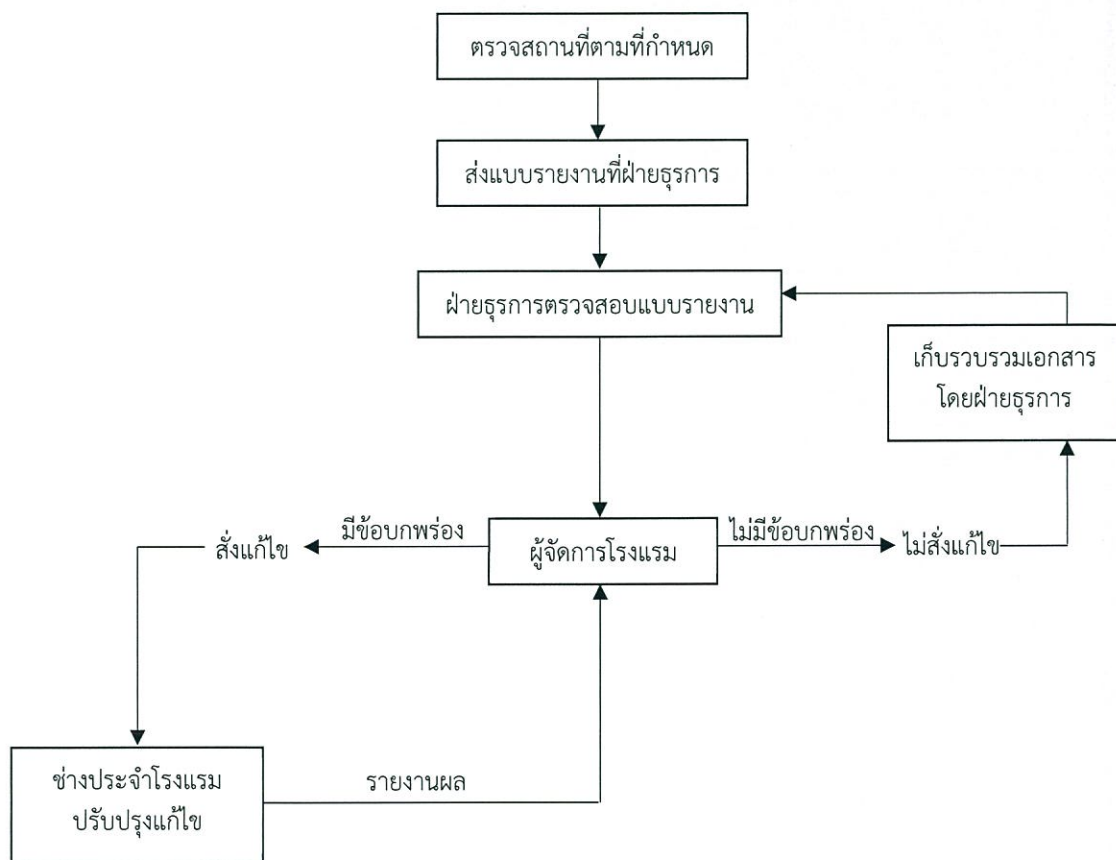 ตรวจสถานที่ตามที่กำหนด
ส่งแบบรายงานที่ฝ่ายธุรการ
ฝ่ายธุรการตรวจสอบแบบรายงาน
เก็บรวบรวมเอกสาร
โดยฝ่ายธุรการ
สั่งแก้ไข
มีข้อบกพร่อง
ผู้จัดการโรงแรม
ไม่มีข้อบกพร่อง
ไม่สั่งแก้ไข
ช่างประจำโรงแรม
ปรับปรุงแก้ไข
รายงานผล